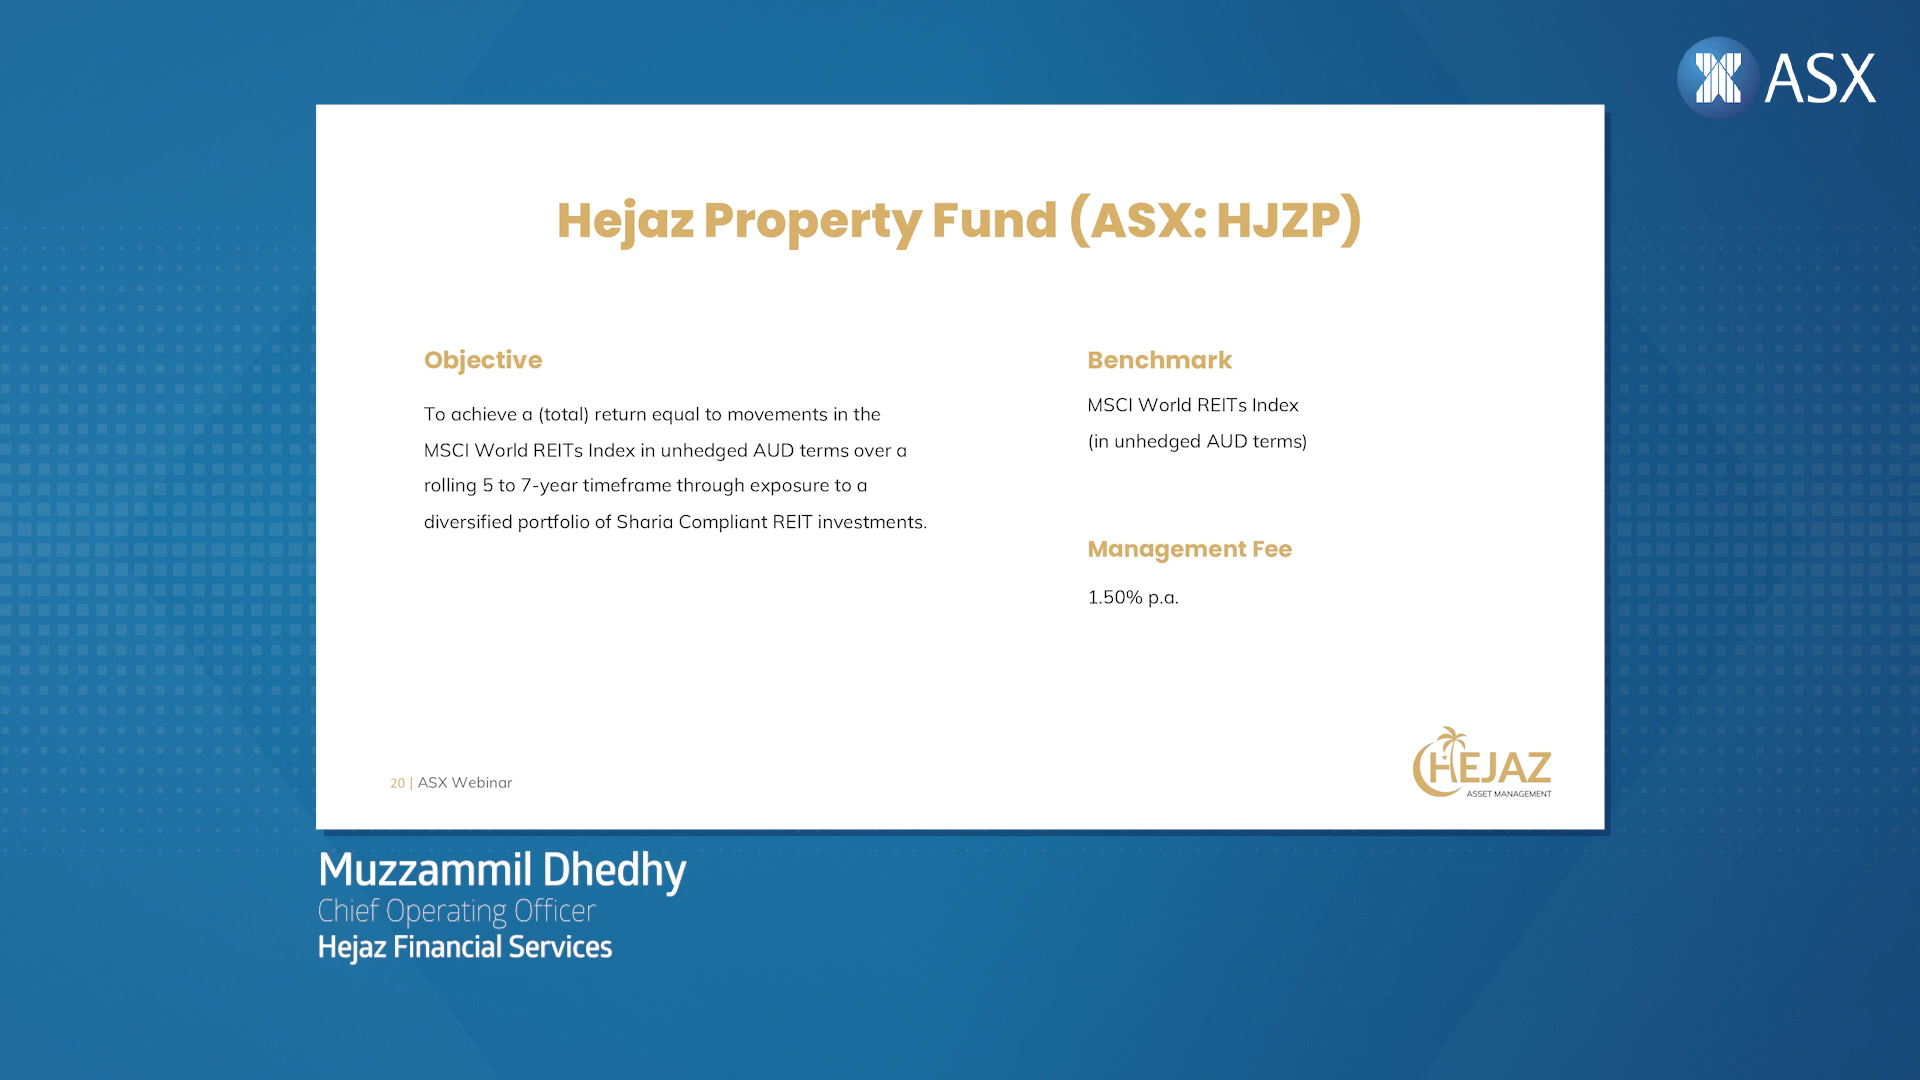 ASX
Hejaz Property Fund (ASX: HJZP)
Objective
To achieve a (total) return equal to movements in the
MSCI World REITs Index in unhedged AUD terms over a
rolling 5 to 7-year timeframe through exposure to a
diversified portfolio of Sharia Compliant REIT investments.
Benchmark
MSCI World REITs Index
(in unhedged AUD terms)
Management Fee
1.50% p.a.
20 | ASX Webinar
HEJAZ
ASSET MANAGEMENT
Muzzammil Dhedhy
Chief Operating Officer
Hejaz Financial Services